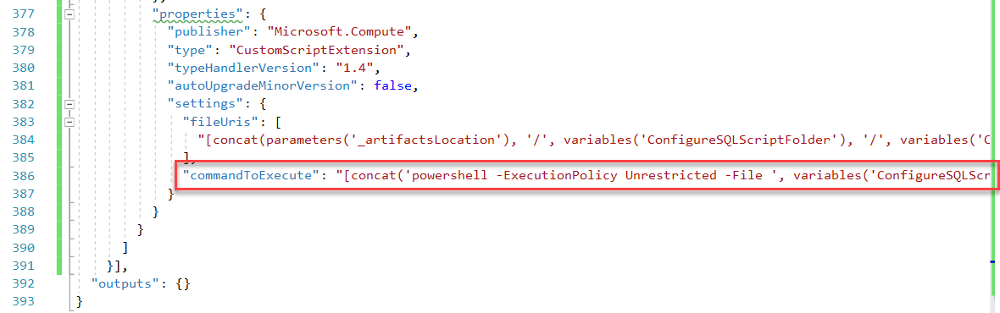 377 "properties": {
378 "publisher": "Microsoft.Compute",
379 "type": "CustomScriptExtension",
380 "typeHandlerVersion": "1.4",
381 "autoUpgradeMinorVersion": false,
382 "settings": {
383 "fileUris": [
384 "[concat(parameters('_artifactsLocation'), '/', variables('ConfigureSQLScriptFolder'), '/', variables('C
385 ],
386 "commandToExecute": "[concat('powershell -ExecutionPolicy Unrestricted -File ', variables('ConfigureSQLScr
387 }
388 }
389 }
390 ]
391 }],
392 "outputs": {}
393 }